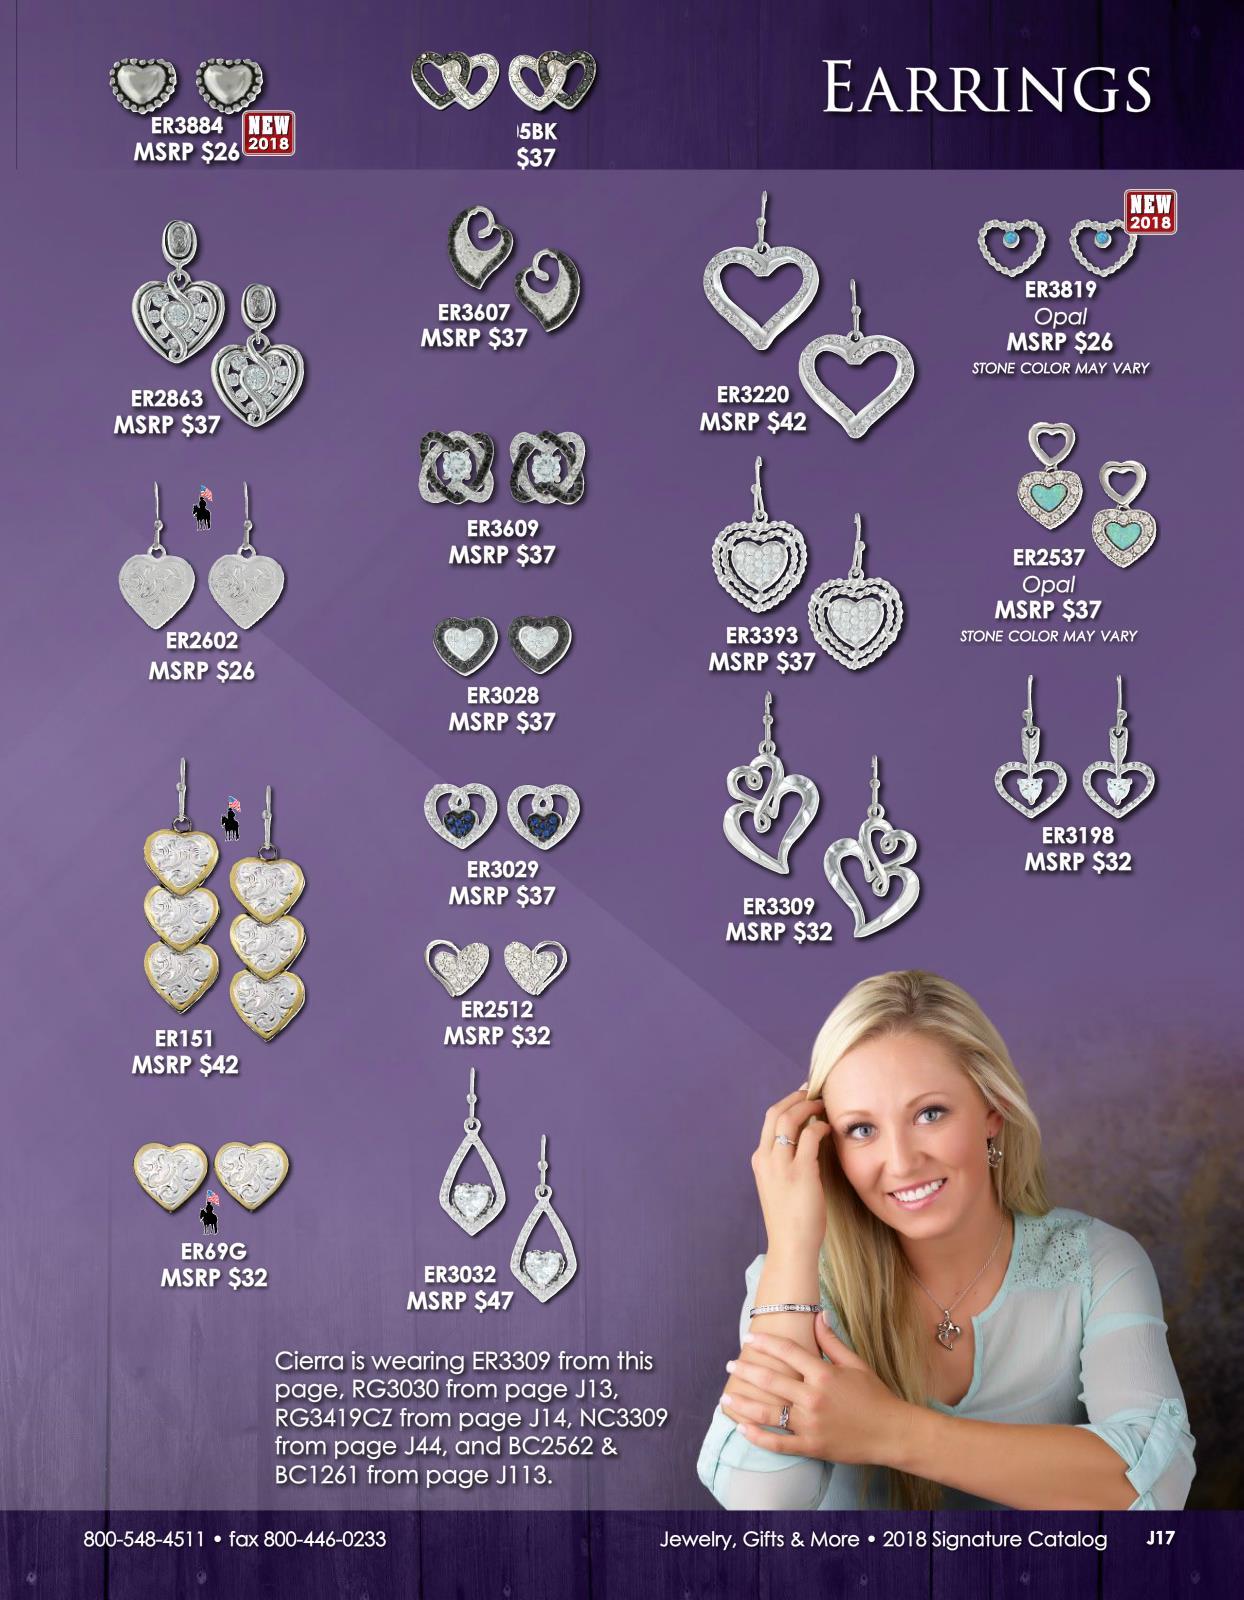 EARRINGS
ER3884
MSRP $26
NEW
2018
5BK
$37
ER2863
MSRP $37
ER3607
MSRP $37
ER3220
MSRP $42
NEW
2018
ER3819
Opal
MSRP $26
STONE COLOR MAY VARY
ER2602
MSRP $26
ER3609
MSRP $37
ER3393
MSRP $37
ER2537
Opal
MSRP $37
STONE COLOR MAY VARY
ER3028
MSRP $37
ER3029
MSRP $37
ER3309
MSRP $32
ER3198
MSRP $32
ER151
MSRP $42
ER2512
MSRP $32
ER69G
MSRP $32
ER3032
MSRP $47
Cierra is wearing ER3309 from this
page, RG3030 from page J13,
RG3419CZ from page J14, NC3309
from page J44, and BC2562 &
BC1261 from page J113.
800-548-4511 • fax 800-446-0233
Jewelry, Gifts & More • 2018 Signature Catalog J17